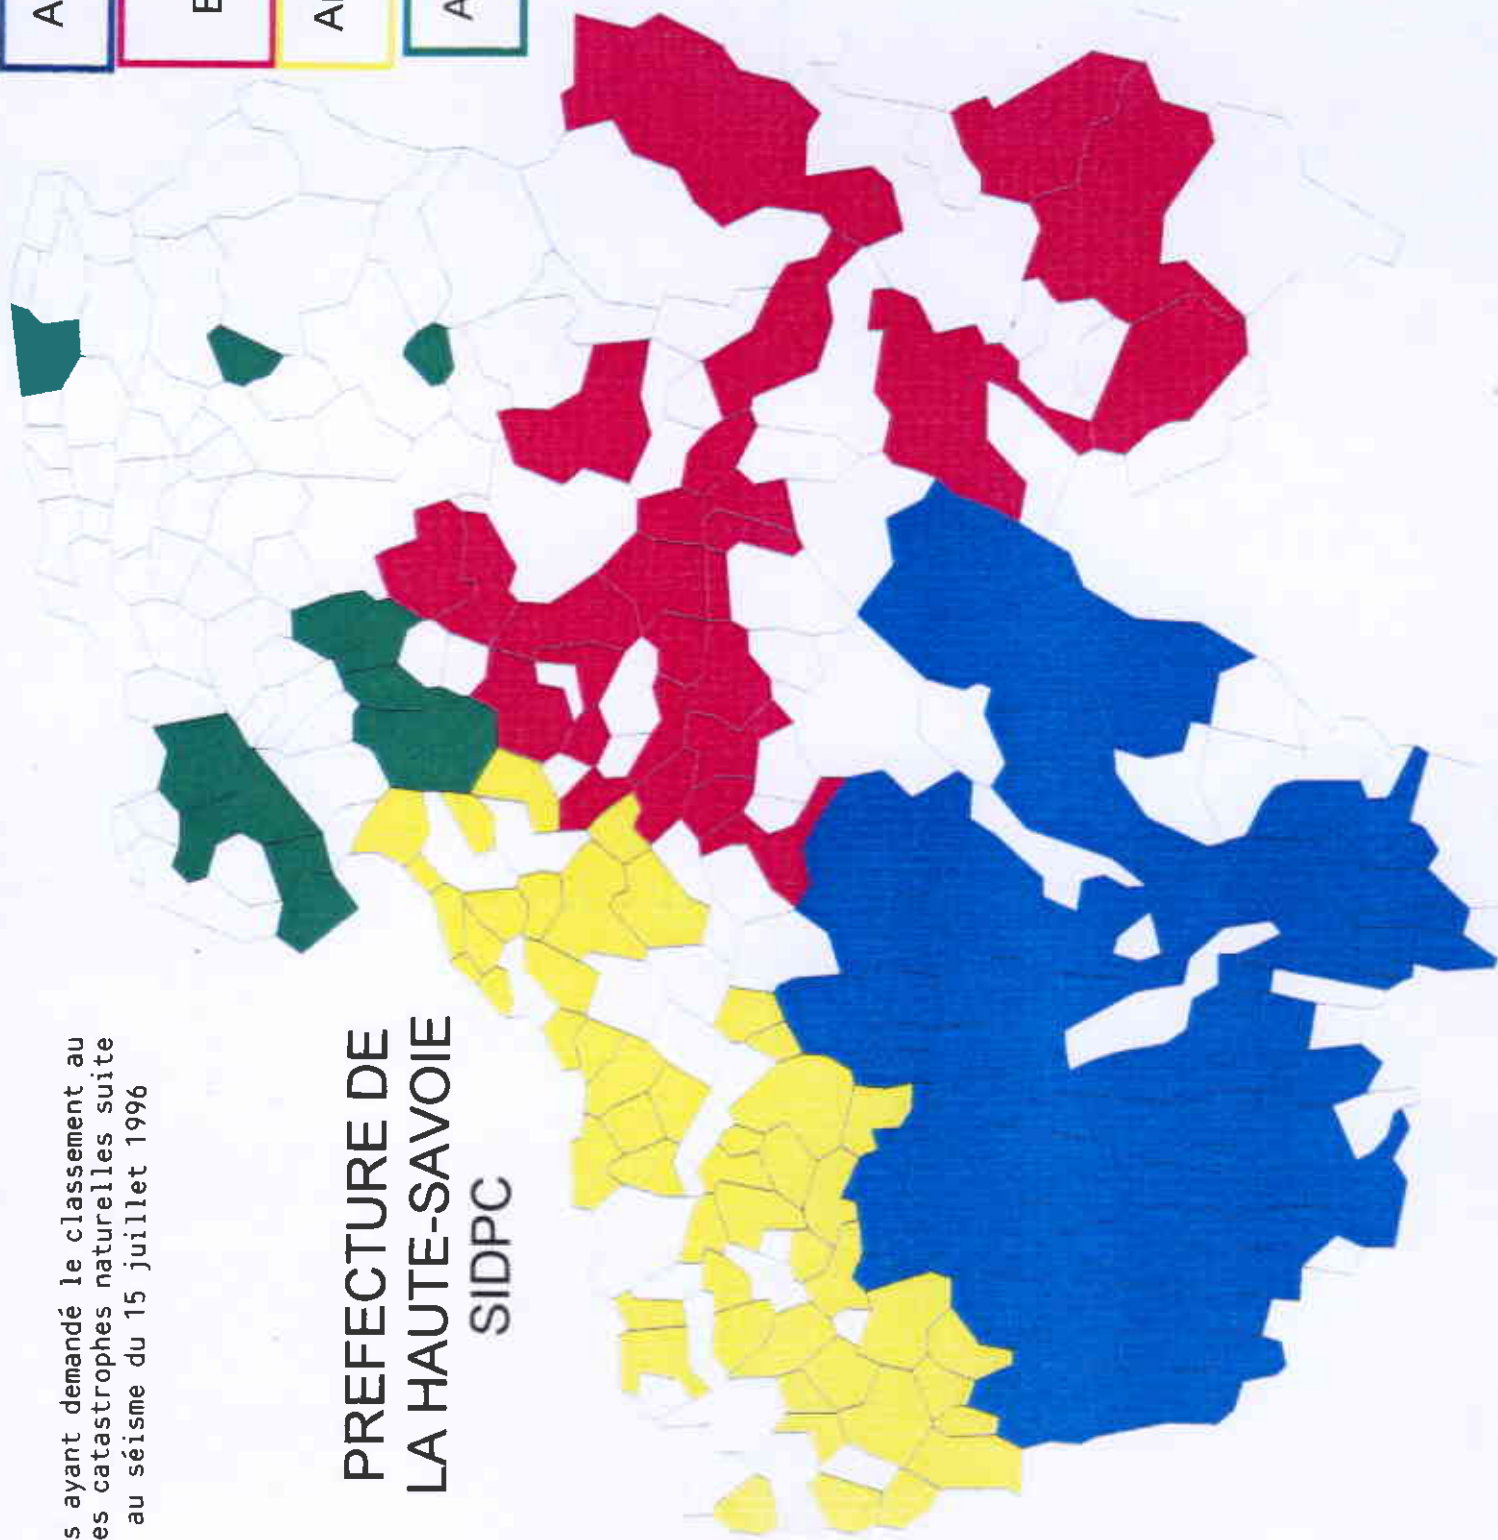 s ayant demandé le classement au
es catastrophes naturelles suite
au séisme du 15 juillet 1996
PREFECTURE DE
LA HAUTE-SAVOIE
SIDPC
A
A
A